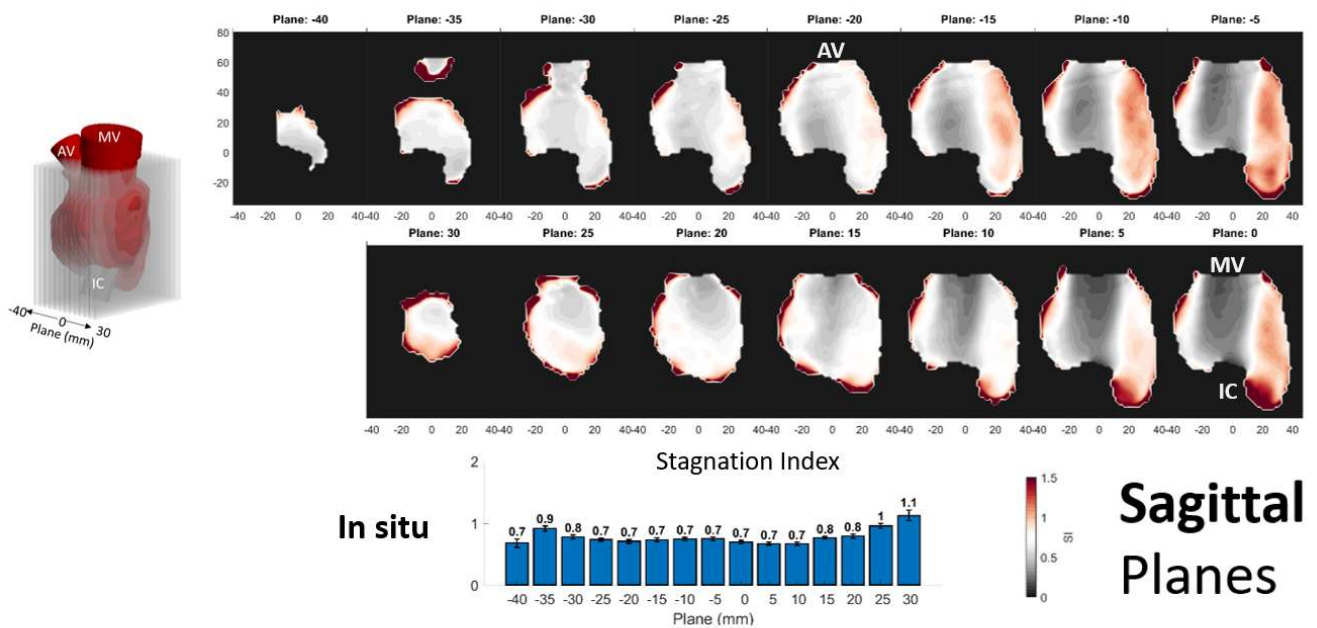 Plane: -40 Plane: -35 Plane: -30 Plane: -25 Plane: -20 Plane: -15 Plane: -10 Plane: -5
80
60
40
20
0
-20
AV
-40 -20 0 20 40-40 -20 0 20 40-40 -20 0 20 40-40 -20 0 20 40-40 -20 0 20 40-40 -20 0 20 40-40 -20 0 20 40-40 -20 0 20 40
AV MV
IC
-40 0 30
Plane (mm)
Plane: 30 Plane: 25 Plane: 20 Plane: 15 Plane: 10 Plane: 5 Plane: 0
MV
IC
-40 -20 0 20 40-40 -20 0 20 40-40 -20 0 20 40-40 -20 0 20 40-40 -20 0 20 40-40 -20 0 20 40-40 -20 0 20 40
Stagnation Index
In situ
2
1
0
0.7 0.9 0.8 0.7 0.7 0.7 0.7 0.7 0.7 0.7 0.7 0.8 0.8 1 1.1
-40 -35 -30 -25 -20 -15 -10 -5 0 5 10 15 20 25 30
Plane (mm)
1.5
1
0.5
0
SI
Sagittal
Planes